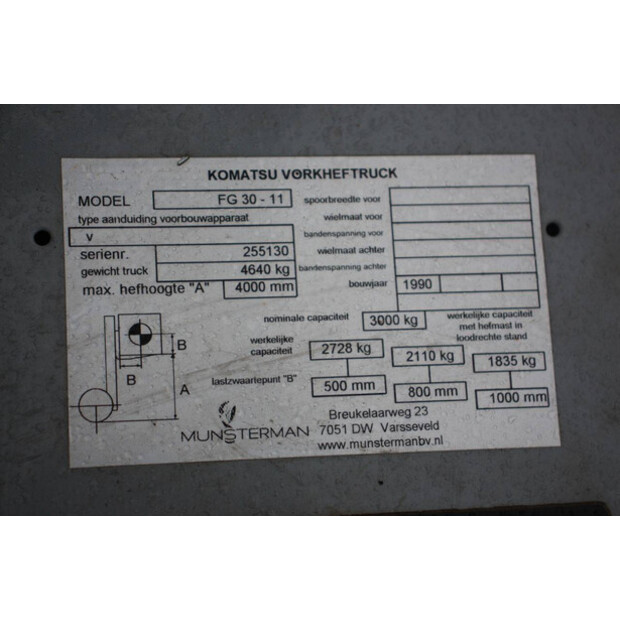 KOMATSU VORKHEFTRUCK
MODEL FG 30 - 11
type aanduiding voorbouwapparaat
v
serienr. 255130
gewicht truck 4640 kg
max. hefhoogte "A" 4000 mm
spoorbreedte voor
wielmaat voor
bandenspanning voor
wielmaat achter
bandenspanning achter
bouwjaar 1990
nominale capaciteit 3000 kg
werkelijke capaciteit
met hefmast in
loodrechte stand
werkelijke
capaciteit
2728 kg 2110 kg 1835 kg
lastzwaartepunt "B" 500 mm 800 mm 1000 mm
B
B
A
MUNSTERMAN
Breukelaarweg 23
7051 DW Varsseveld
www.munstermanbv.nl